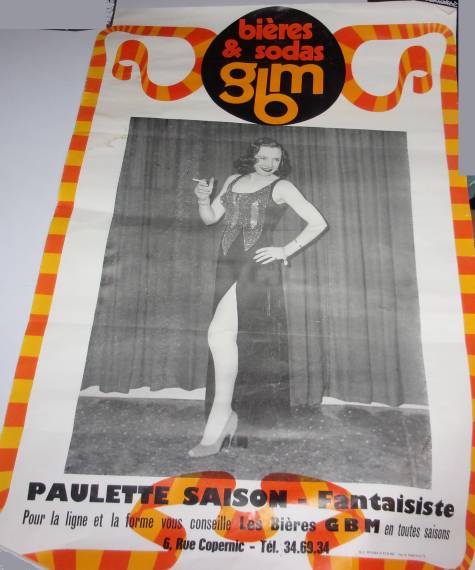 bières
& sodas
gbm
PAULETTE SAISON - Fantaisiste
Pour la ligne et la forme vous conseille Les Bières GBM en toutes saisons
6, Rue Copernic - Tél. 34.69.34